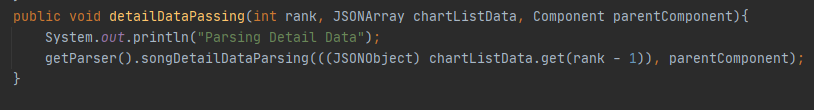 public void detailDataPassing(int rank, JSONArray chartListData, Component parentComponent){
System.out.println("Parsing Detail Data");
getParser().songDetailDataParsing(((JSONObject) chartListData.get(rank - 1)), parentComponent);
}